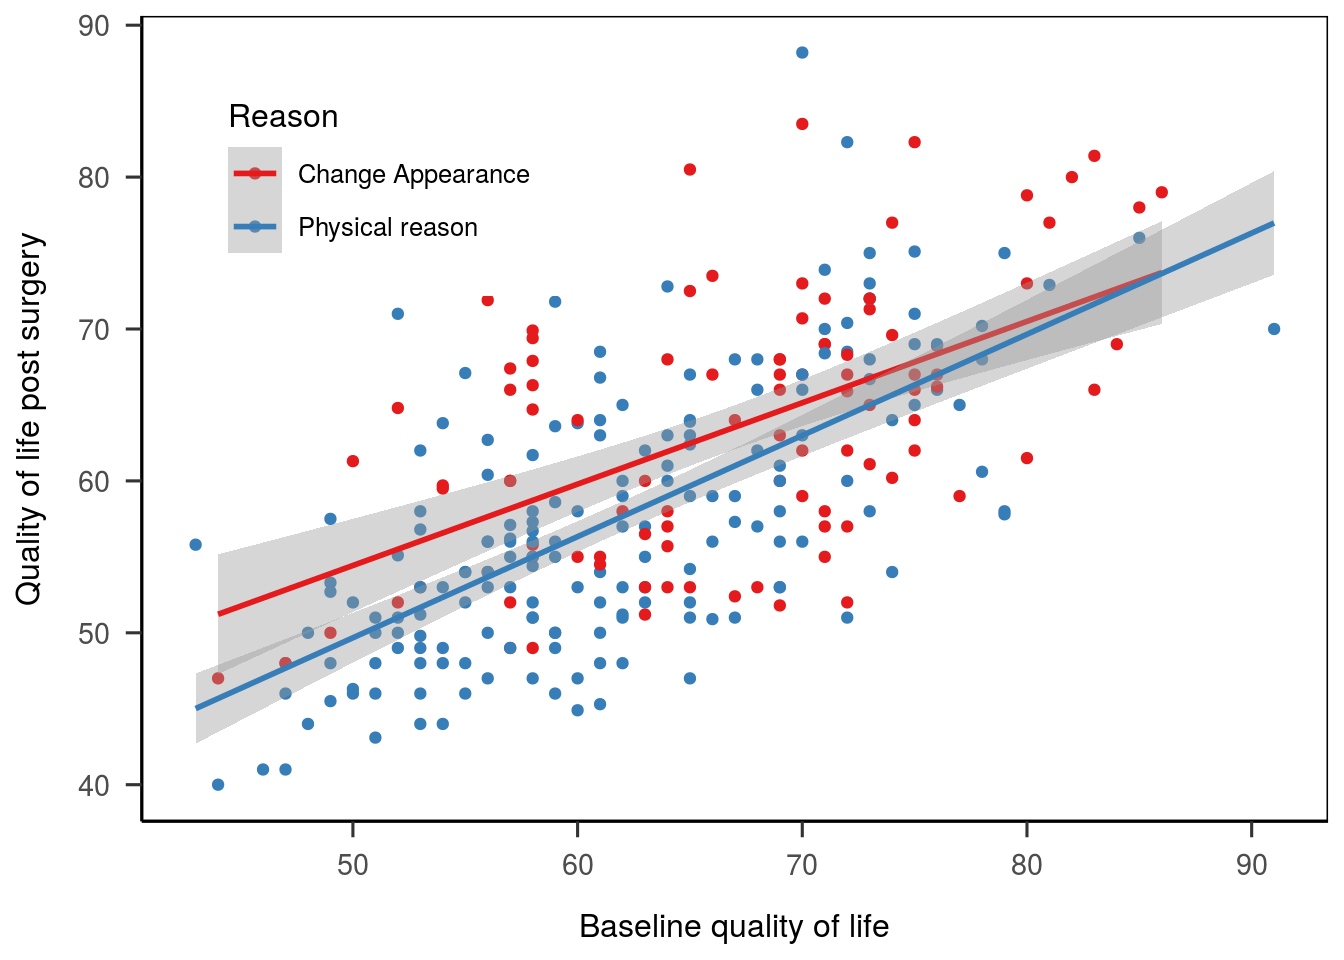 90
80
70
60
50
40
Quality of life post surgery
Reason
Change Appearance
Physical reason
50 60 70 80 90
Baseline quality of life